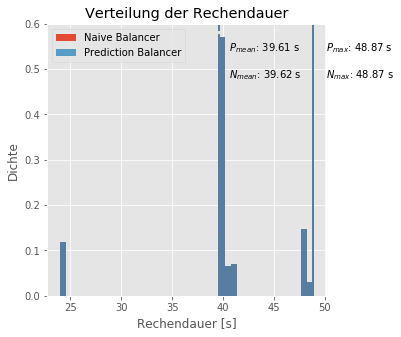 Verteilung der Rechendauer
Naive Balancer
Prediction Balancer
P_mean: 39.61 s
P_max: 48.87 s
N_mean: 39.62 s
N_max: 48.87 s
0.6
0.5
0.4
0.3
0.2
0.1
0.0
Dichte
25 30 35 40 45 50
Rechendauer [s]